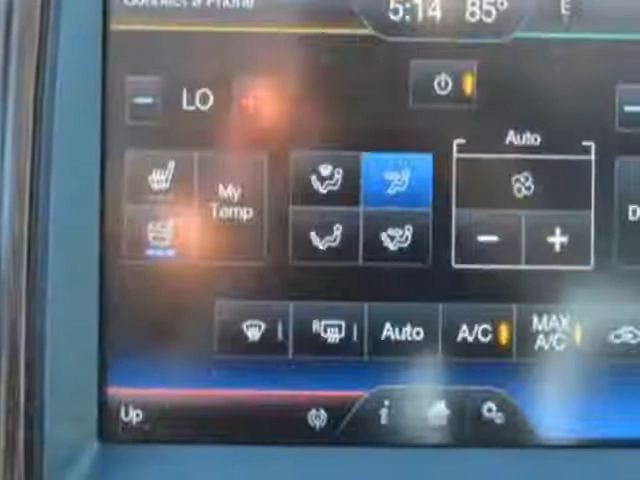 Connect a Phone
5:14 85° E
LO
Auto
My
Temp
D
R
Auto A/C MAX
A/C
Up